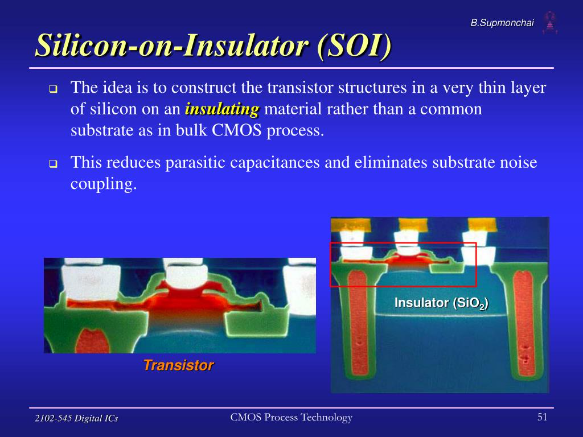 B.Supmonchai
Silicon-on-Insulator (SOI)
❑ The idea is to construct the transistor structures in a very thin layer
of silicon on an insulating material rather than a common
substrate as in bulk CMOS process.
❑ This reduces parasitic capacitances and eliminates substrate noise
coupling.
Insulator (SiO2)
Transistor
2102-545 Digital ICs
CMOS Process Technology
51